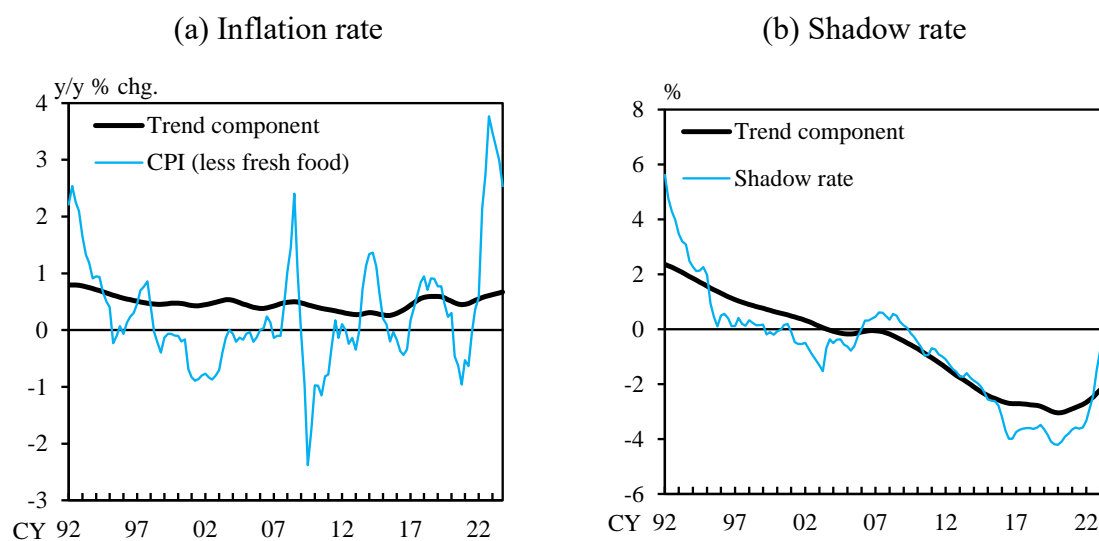 (a) Inflation rate
y/y % chg.
4
Trend component
CPI (less fresh food)
3
2
1
0
-1
-2
-3
CY 92 97 02 07 12 17 22
(b) Shadow rate
%
8
Trend component
6
Shadow rate
4
2
0
-2
-4
-6
CY 92 97 02 07 12 17 22